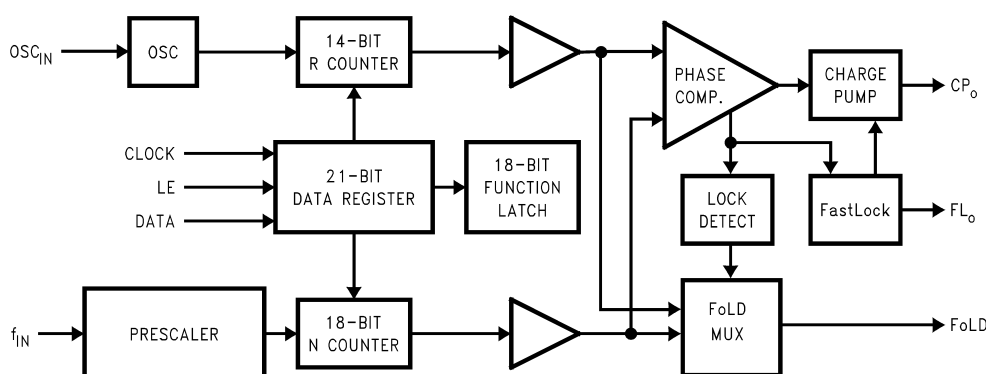 OSC_IN
OSC
14-BIT
R COUNTER
PHASE
COMP.
CHARGE
PUMP
CP_o
CLOCK
LE
DATA
21-BIT
DATA REGISTER
18-BIT
FUNCTION
LATCH
LOCK
DETECT
FastLock
FL_o
f_IN
PRESCALER
18-BIT
N COUNTER
FoLD
MUX
FoLD